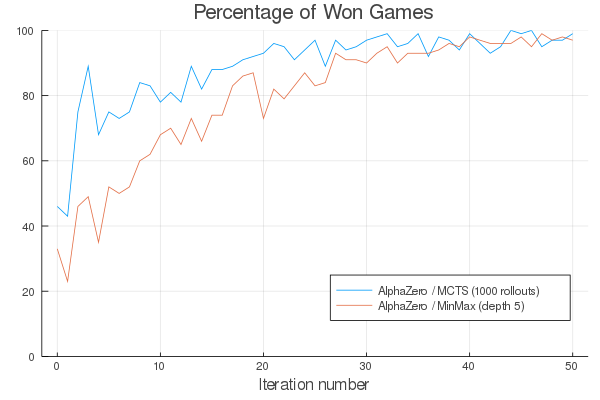 Percentage of Won Games
100
80
60
40
20
0
AlphaZero / MCTS (1000 rollouts)
AlphaZero / MinMax (depth 5)
0 10 20 30 40 50
Iteration number